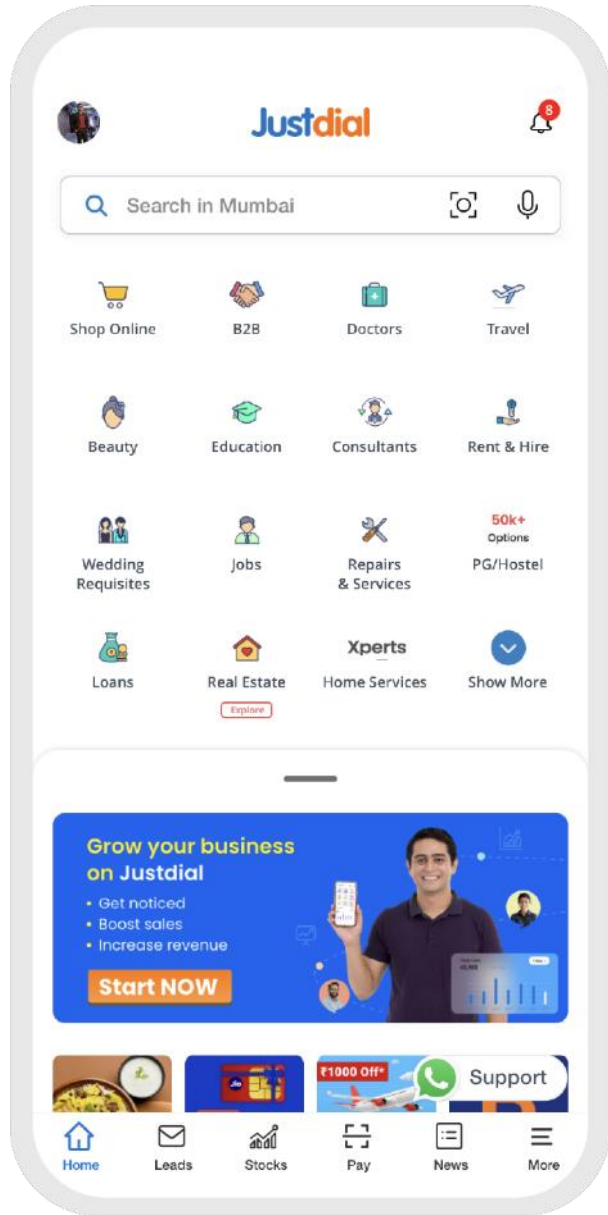 Justdial
8
Search in Mumbai
Shop Online
B2B
Doctors
Travel
Beauty
Education
Consultants
Rent & Hire
50k+
Options
Wedding
Requisites
Jobs
Repairs
& Services
PG/Hostel
Loans
Real Estate
Explore
Xperts
Home Services
Show More
Grow your business
on Justdial
• Get noticed
• Boost sales
• Increase revenue
Start NOW
Jio
₹1000 Off*
Support
Home
Leads
Stocks
Pay
News
More